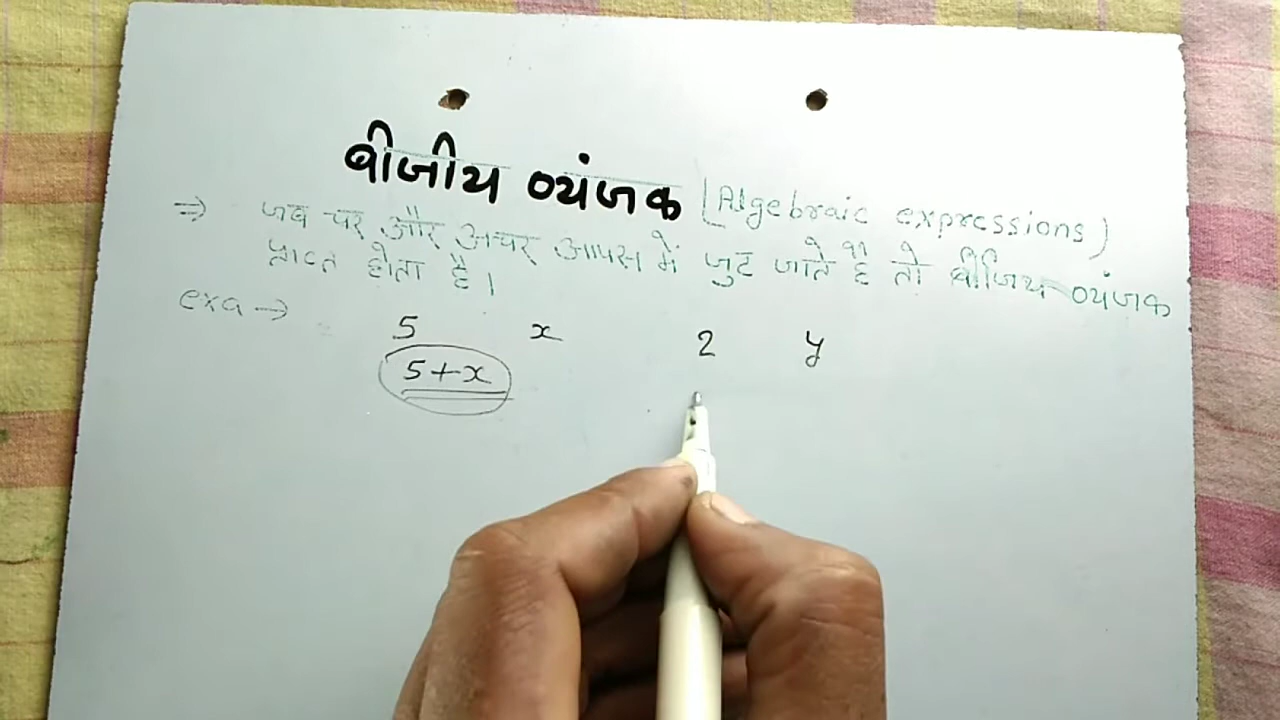 बीजीय व्यंजक (Algebraic expressions)
⇒ जब चर और अचर आपस में जुट जाते है तो बीजिय व्यंजक
प्राप्त होता है।
exa → 5 x 2 y
5+x